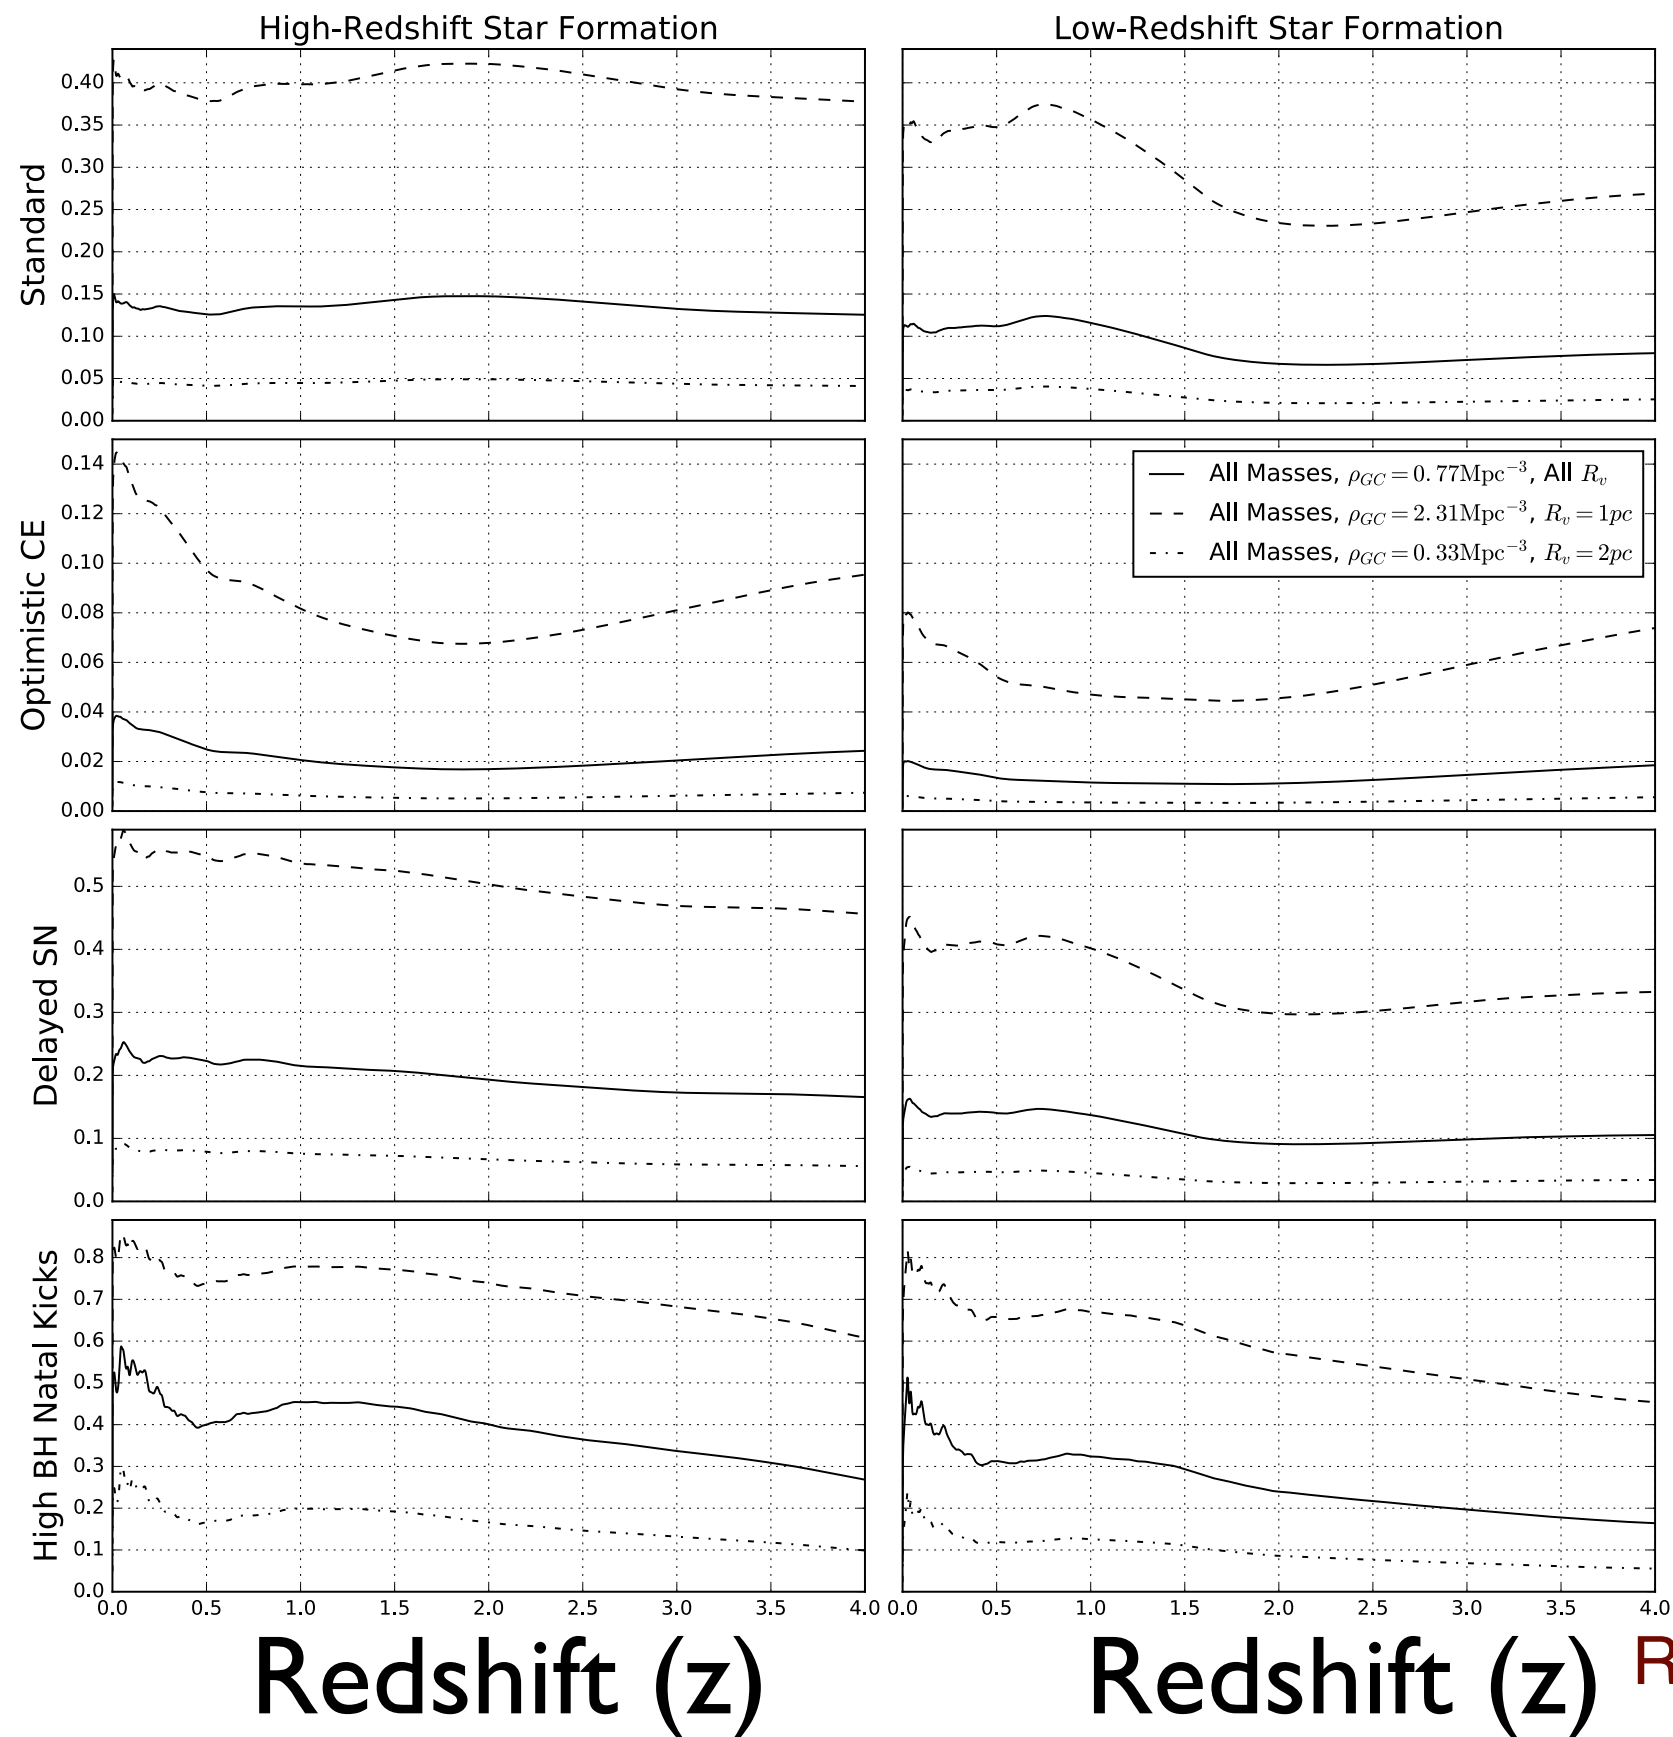 High-Redshift Star Formation
Low-Redshift Star Formation
Standard
0.40
0.35
0.30
0.25
0.20
0.15
0.10
0.05
0.00
Optimistic CE
0.14
0.12
0.10
0.08
0.06
0.04
0.02
0.00
All Masses, ρ_GC = 0.77Mpc⁻³, All R_v
All Masses, ρ_GC = 2.31Mpc⁻³, R_v = 1pc
All Masses, ρ_GC = 0.33Mpc⁻³, R_v = 2pc
Delayed SN
0.5
0.4
0.3
0.2
0.1
0.0
High BH Natal Kicks
0.8
0.7
0.6
0.5
0.4
0.3
0.2
0.1
0.0
0.0 0.5 1.0 1.5 2.0 2.5 3.0 3.5 4.0
0.0 0.5 1.0 1.5 2.0 2.5 3.0 3.5 4.0
Redshift (z)
Redshift (z)
R